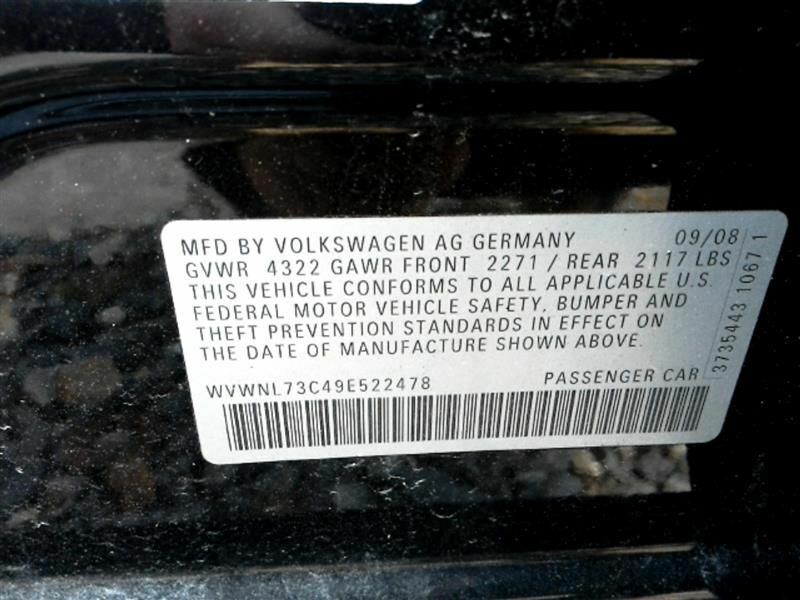 MFD BY VOLKSWAGEN AG GERMANY 09/08
GVWR 4322 GAWR FRONT 2271 / REAR 2117 LBS
THIS VEHICLE CONFORMS TO ALL APPLICABLE U.S.
FEDERAL MOTOR VEHICLE SAFETY, BUMPER AND
THEFT PREVENTION STANDARDS IN EFFECT ON
THE DATE OF MANUFACTURE SHOWN ABOVE.
WVWNL73C49E522478 PASSENGER CAR
3735443 1067 1